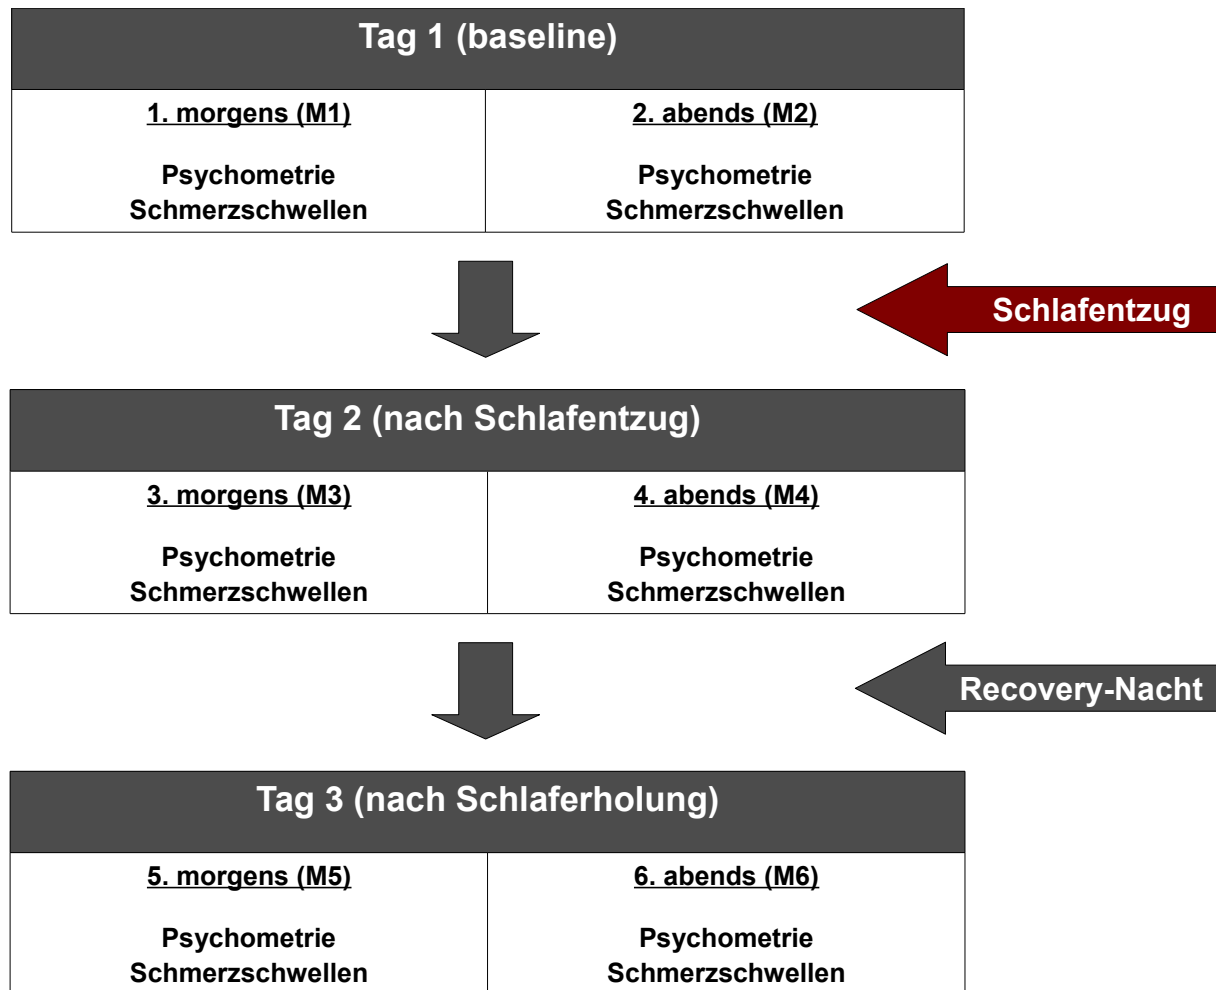 Tag 1 (baseline)
1. morgens (M1)
Psychometrie
Schmerzschwellen
2. abends (M2)
Psychometrie
Schmerzschwellen
Schlafentzug
Tag 2 (nach Schlafentzug)
3. morgens (M3)
Psychometrie
Schmerzschwellen
4. abends (M4)
Psychometrie
Schmerzschwellen
Recovery-Nacht
Tag 3 (nach Schlaferholung)
5. morgens (M5)
Psychometrie
Schmerzschwellen
6. abends (M6)
Psychometrie
Schmerzschwellen